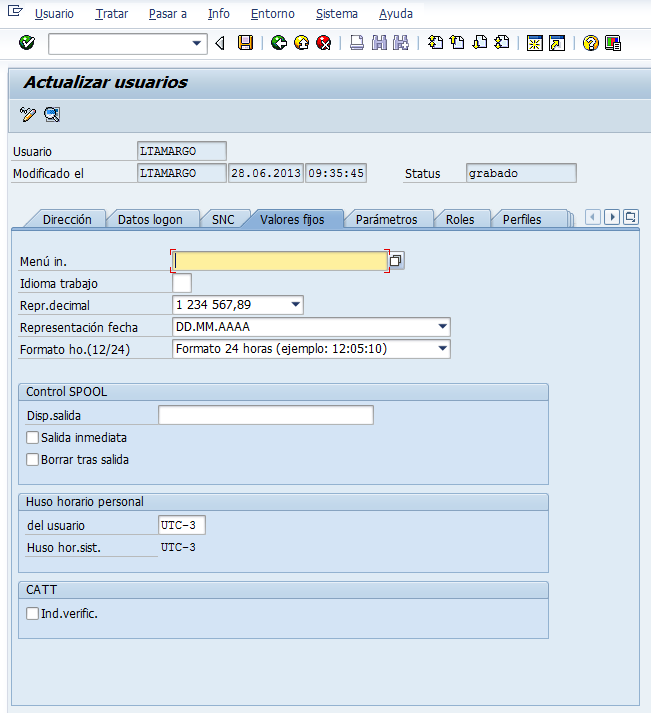 Usuario Tratar Pasar a Info Entorno Sistema Ayuda
Actualizar usuarios
Usuario LTAMARGO
Modificado el LTAMARGO 28.06.2013 09:35:45 Status grabado
Dirección Datos logon SNC Valores fijos Parámetros Roles Perfiles
Menú in.
Idioma trabajo
Repr.decimal 1 234 567,89
Representación fecha DD.MM.AAAA
Formato ho.(12/24) Formato 24 horas (ejemplo: 12:05:10)
Control SPOOL
Disp.salida
Salida inmediata
Borrar tras salida
Huso horario personal
del usuario UTC-3
Huso hor.sist. UTC-3
CATT
Ind.verific.